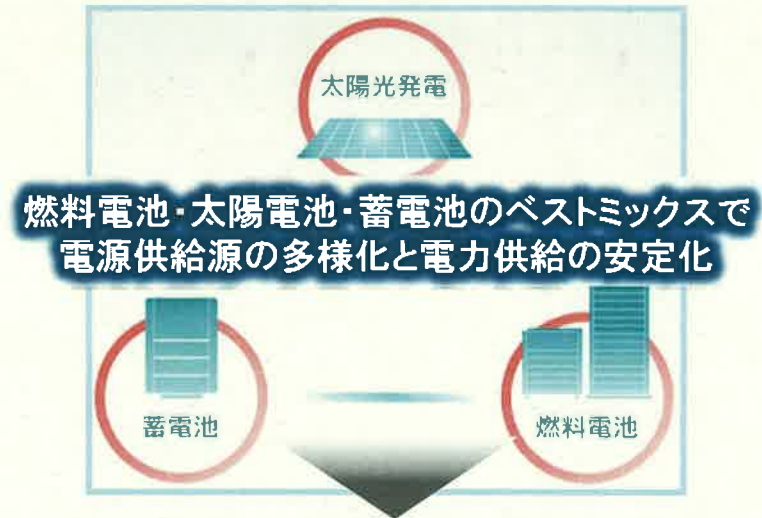 太陽光発電
燃料電池・太陽電池・蓄電池のベストミックスで
電源供給源の多様化と電力供給の安定化
蓄電池
燃料電池